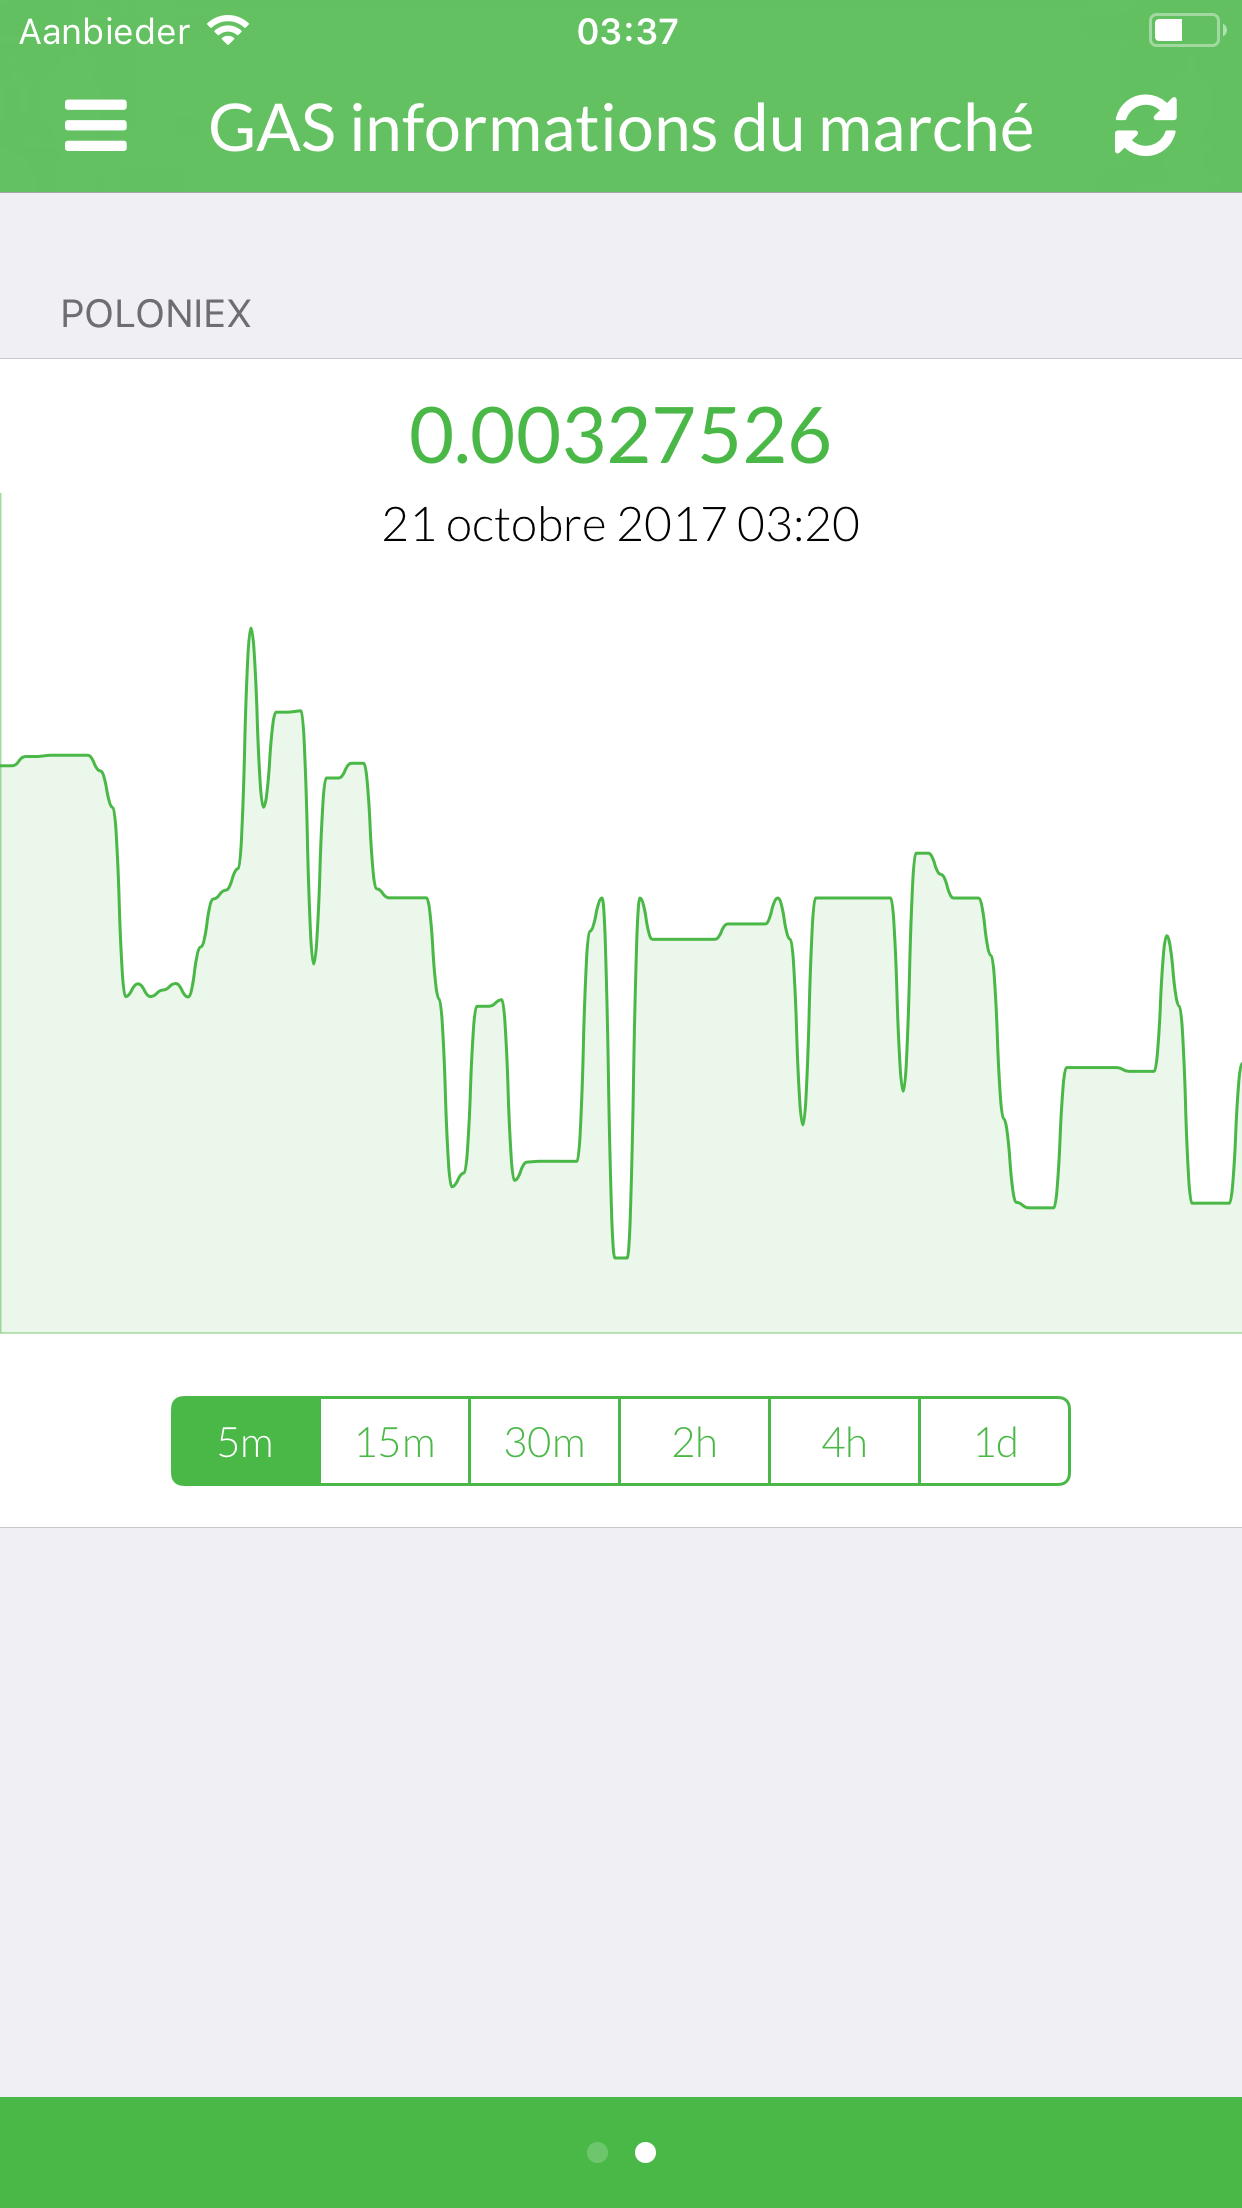 Aanbieder 03:37
GAS informations du marché
POLONIEX
0.00327526
21 octobre 2017 03:20
5m 15m 30m 2h 4h 1d